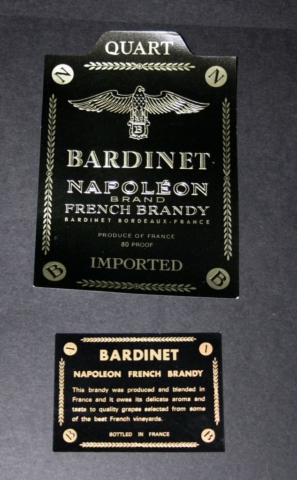 QUART
N N
B
BARDINET
NAPOLÉON
BRAND
FRENCH BRANDY
BARDINET BORDEAUX-FRANCE
PRODUCE OF FRANCE
80 PROOF
IMPORTED
B B
BARDINET
NAPOLEON FRENCH BRANDY
This brandy was produced and blended in
France and it owes its delicate aroma and
taste to quality grapes selected from some
of the best French vineyards.
BOTTLED IN FRANCE